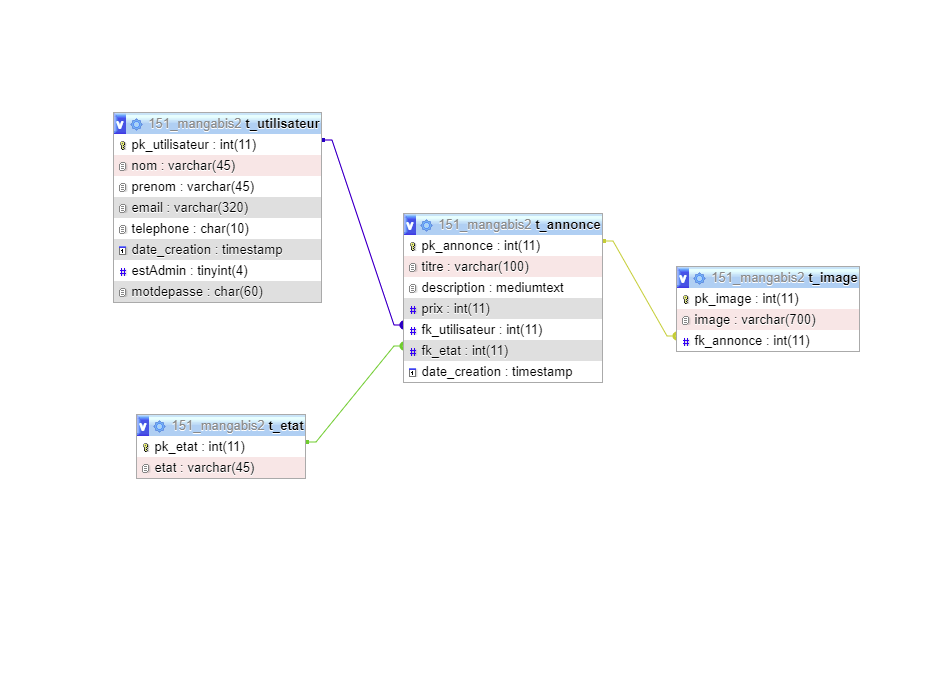 v 151_mangabis2 t_utilisateur
pk_utilisateur : int(11)
nom : varchar(45)
prenom : varchar(45)
email : varchar(320)
telephone : char(10)
date_creation : timestamp
# estAdmin : tinyint(4)
motdepasse : char(60)
v 151_mangabis2 t_etat
pk_etat : int(11)
etat : varchar(45)
v 151_mangabis2 t_annonce
pk_annonce : int(11)
titre : varchar(100)
description : mediumtext
# prix : int(11)
# fk_utilisateur : int(11)
# fk_etat : int(11)
date_creation : timestamp
v 151_mangabis2 t_image
pk_image : int(11)
image : varchar(700)
# fk_annonce : int(11)